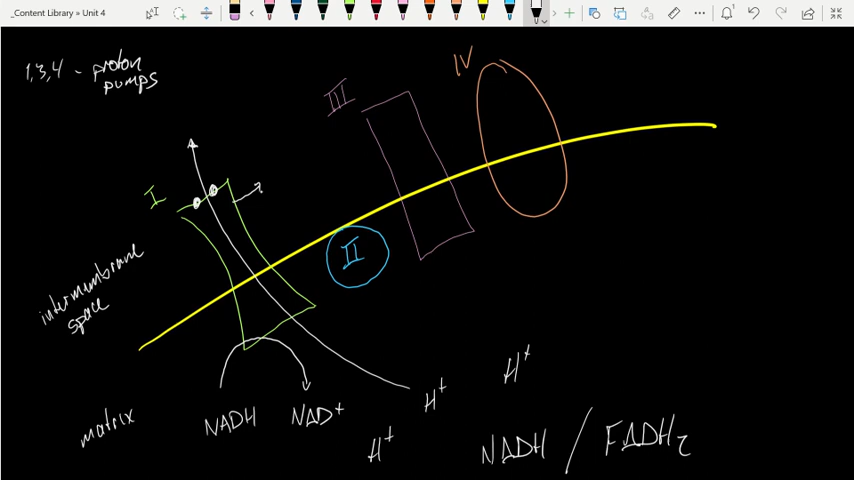 _Content Library » Unit 4
1,3,4 - proton
pumps
IV
III
I
II
intermembrane
space
H+
H+
matrix
NADH
NAD+
H+
NADH / FADH2